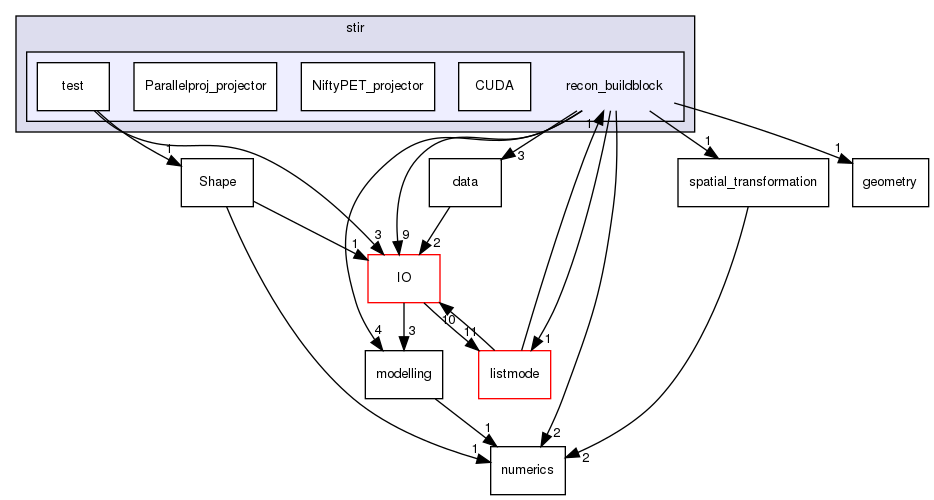 stir
test
Parallelproj_projector
NiftyPET_projector
CUDA
recon_buildblock
1
1
3
1
1
Shape
data
spatial_transformation
geometry
1
3
9
2
IO
10
11
4
3
1
modelling
listmode
1
1
2
2
numerics